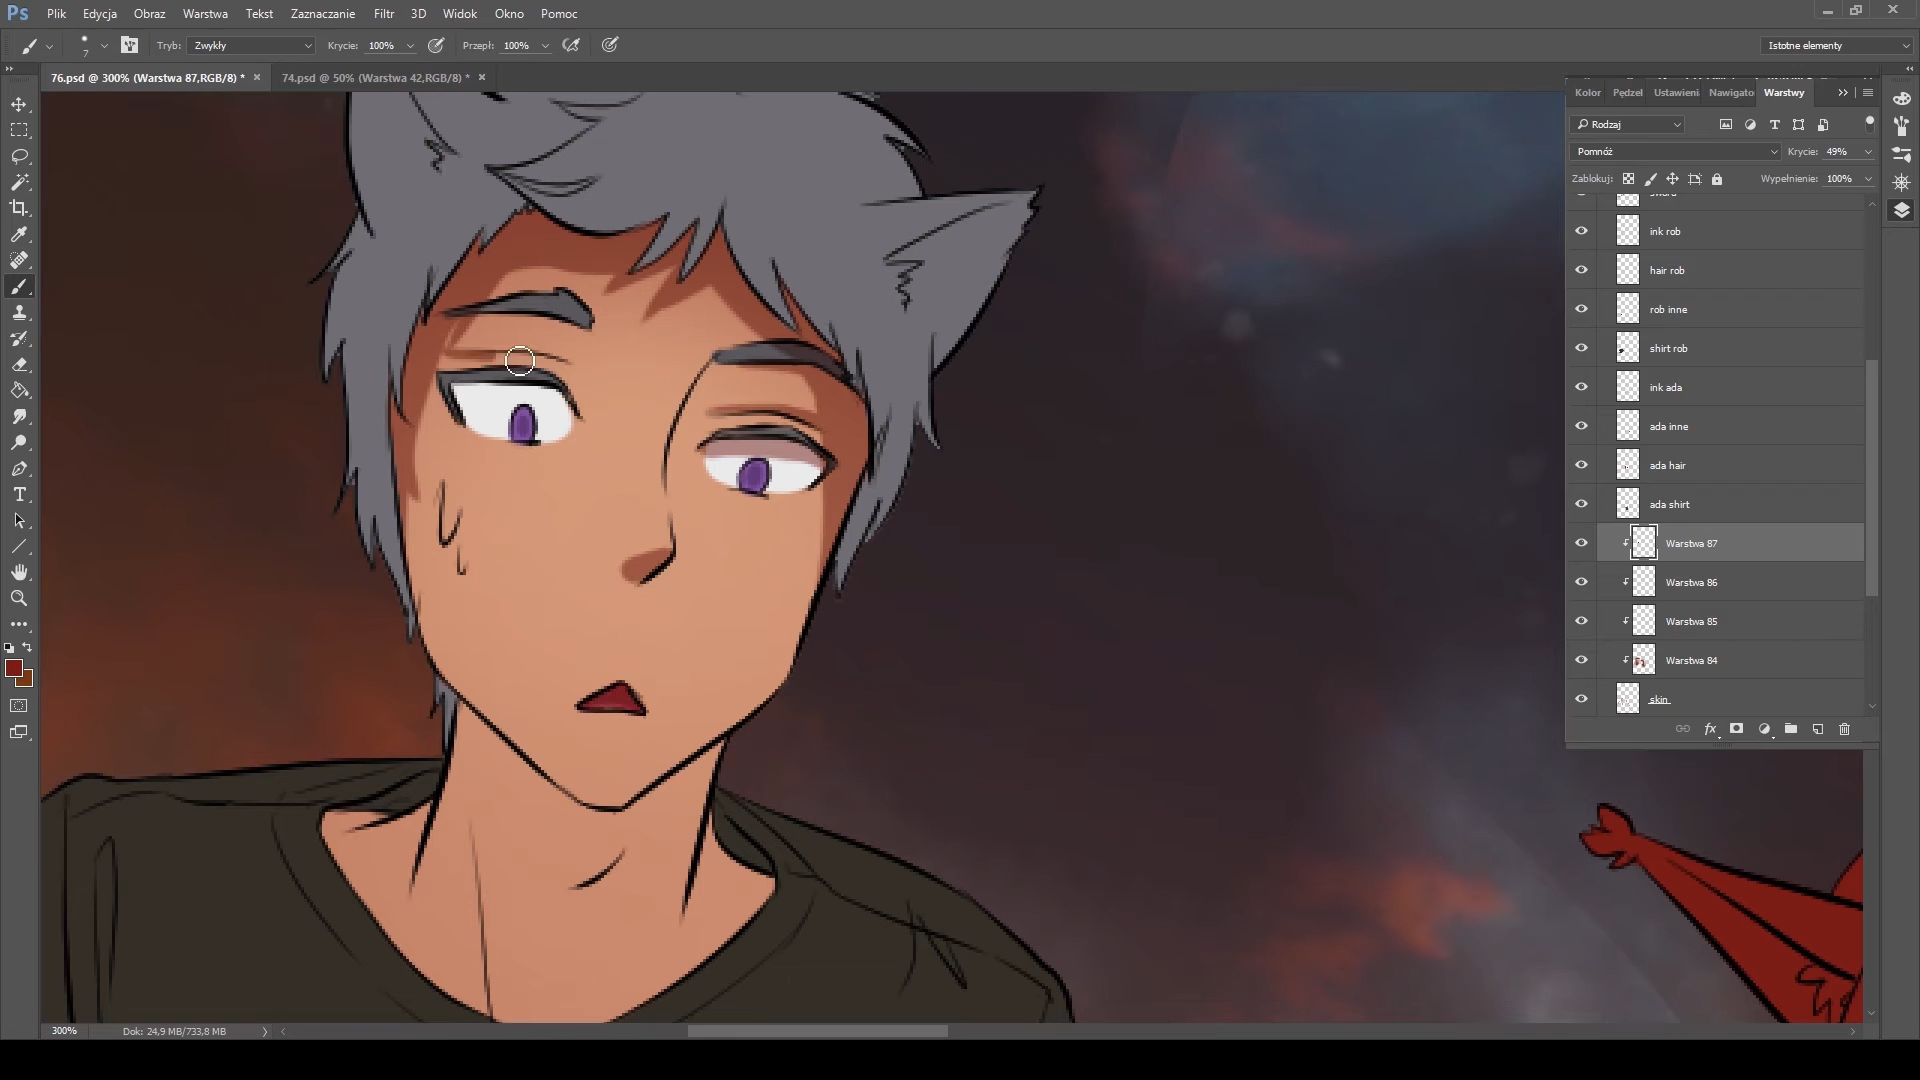 Ps Plik Edycja Obraz Warstwa Tekst Zaznaczanie Filtr 3D Widok Okno Pomoc
7 Tryb: Zwykły Krycie: 100% Przepł: 100% Istotne elementy
76.psd @ 300% (Warstwa 87,RGB/8) * 74.psd @ 50% (Warstwa 42,RGB/8) *
Kolor Pędzel Ustawieni Nawigato Warstwy
Rodzaj
Pomnóż Krycie: 49%
Zablokuj: Wypełnienie: 100%
ink rob
hair rob
rob inne
shirt rob
ink ada
ada inne
ada hair
ada shirt
Warstwa 87
Warstwa 86
Warstwa 85
Warstwa 84
skin
fx
300% Dok: 24,9 MB/733,8 MB